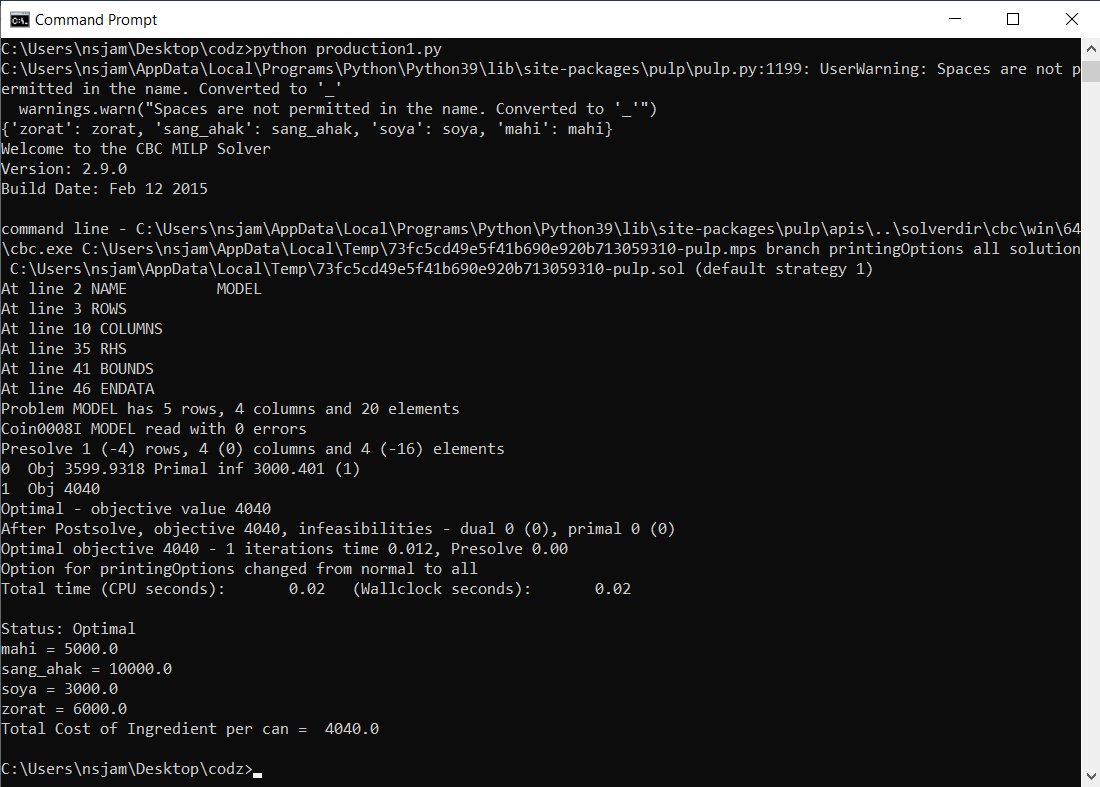 Command Prompt
C:\Users\nsjam\Desktop\codz>python production1.py
C:\Users\nsjam\AppData\Local\Programs\Python\Python39\lib\site-packages\pulp\pulp.py:1199: UserWarning: Spaces are not p
ermitted in the name. Converted to '_'
  warnings.warn("Spaces are not permitted in the name. Converted to '_'")
{'zorat': zorat, 'sang_ahak': sang_ahak, 'soya': soya, 'mahi': mahi}
Welcome to the CBC MILP Solver
Version: 2.9.0
Build Date: Feb 12 2015
command line - C:\Users\nsjam\AppData\Local\Programs\Python\Python39\lib\site-packages\pulp\apis\..\solverdir\cbc\win\64
\cbc.exe C:\Users\nsjam\AppData\Local\Temp\73fc5cd49e5f41b690e920b713059310-pulp.mps branch printingOptions all solution
 C:\Users\nsjam\AppData\Local\Temp\73fc5cd49e5f41b690e920b713059310-pulp.sol (default strategy 1)
At line 2 NAME          MODEL
At line 3 ROWS
At line 10 COLUMNS
At line 35 RHS
At line 41 BOUNDS
At line 46 ENDATA
Problem MODEL has 5 rows, 4 columns and 20 elements
Coin0008I MODEL read with 0 errors
Presolve 1 (-4) rows, 4 (0) columns and 4 (-16) elements
0  Obj 3599.9318 Primal inf 3000.401 (1)
1  Obj 4040
Optimal - objective value 4040
After Postsolve, objective 4040, infeasibilities - dual 0 (0), primal 0 (0)
Optimal objective 4040 - 1 iterations time 0.012, Presolve 0.00
Option for printingOptions changed from normal to all
Total time (CPU seconds):       0.02   (Wallclock seconds):       0.02
Status: Optimal
mahi = 5000.0
sang_ahak = 10000.0
soya = 3000.0
zorat = 6000.0
Total Cost of Ingredient per can =  4040.0
C:\Users\nsjam\Desktop\codz>